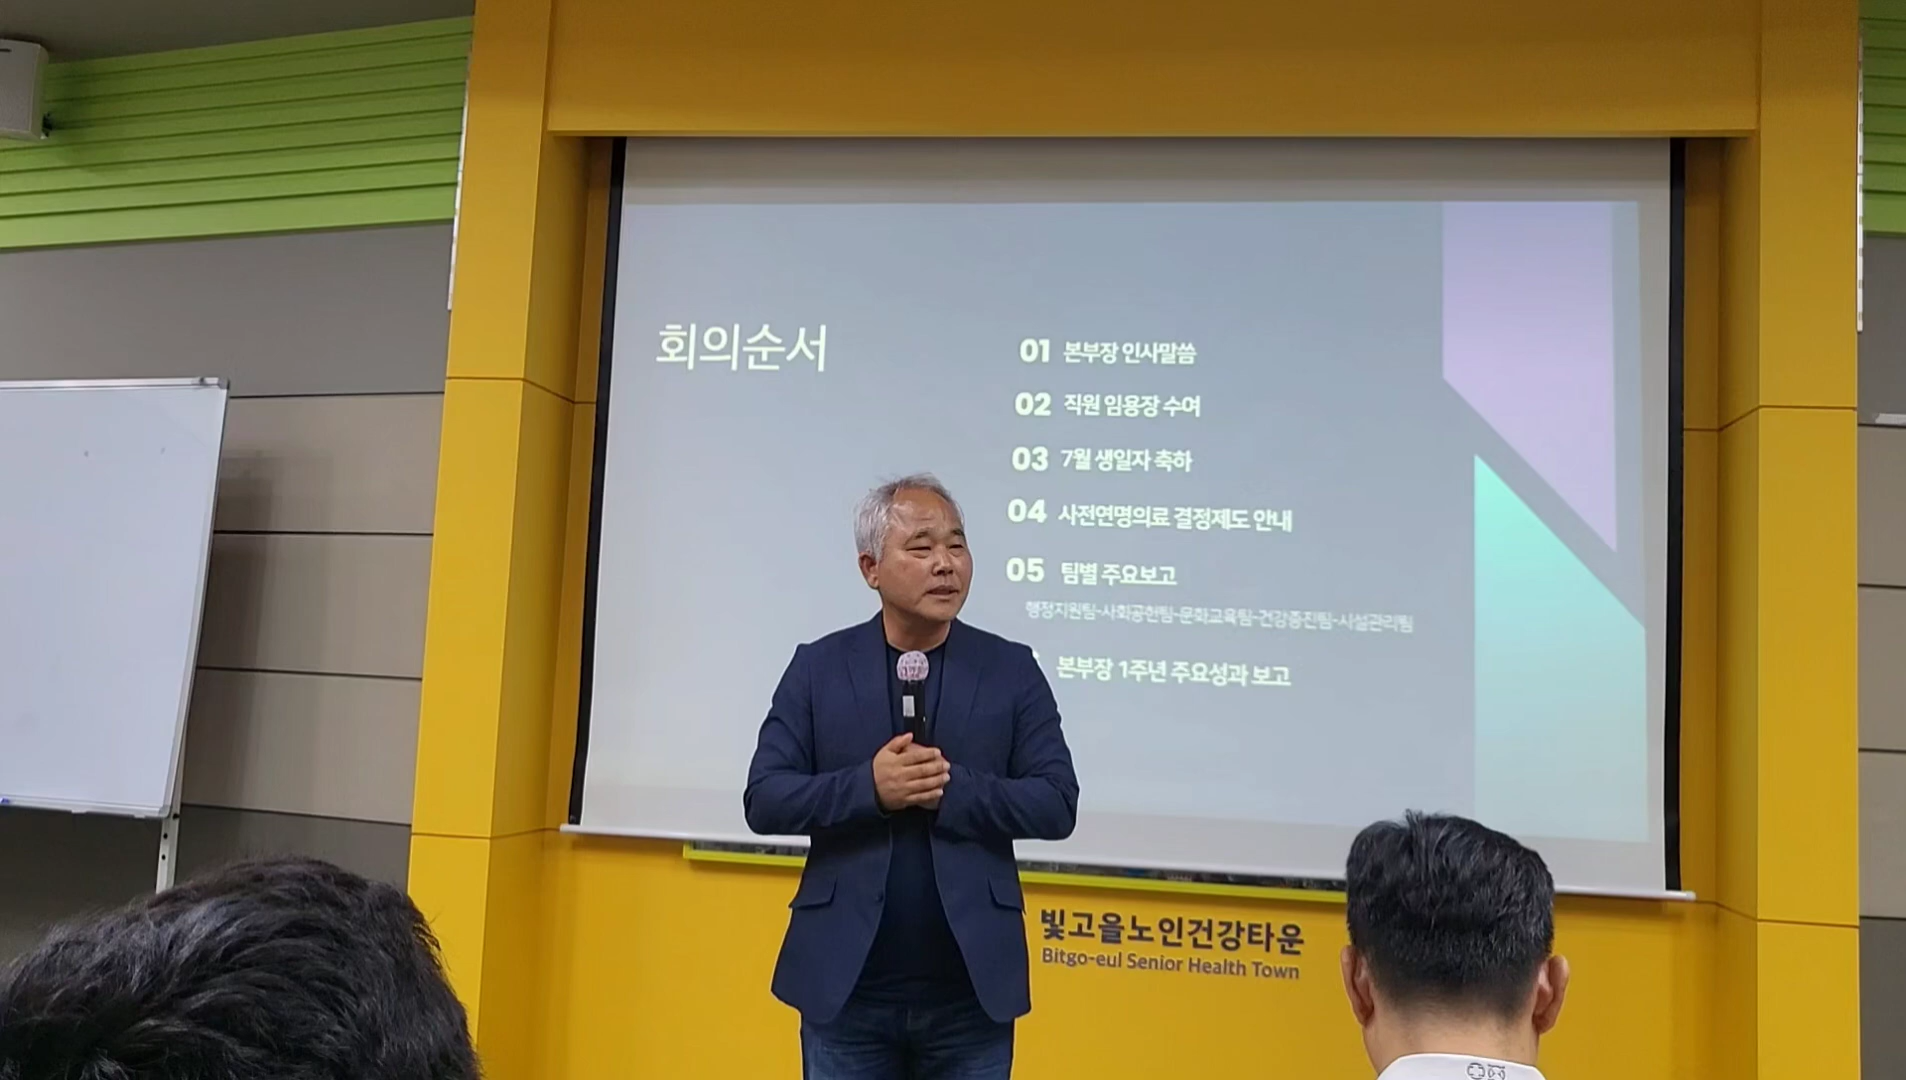 회의순서
01 본부장 인사말씀
02 직원 임용장 수여
03 7월 생일자 축하
04 사전연명의료 결정제도 안내
05 팀별 주요보고
행정지원팀-사회공헌팀-문화교육팀-건강증진팀-시설관리팀
본부장 1주년 주요성과 보고
빛고을노인건강타운
Bitgo-eul Senior Health Town